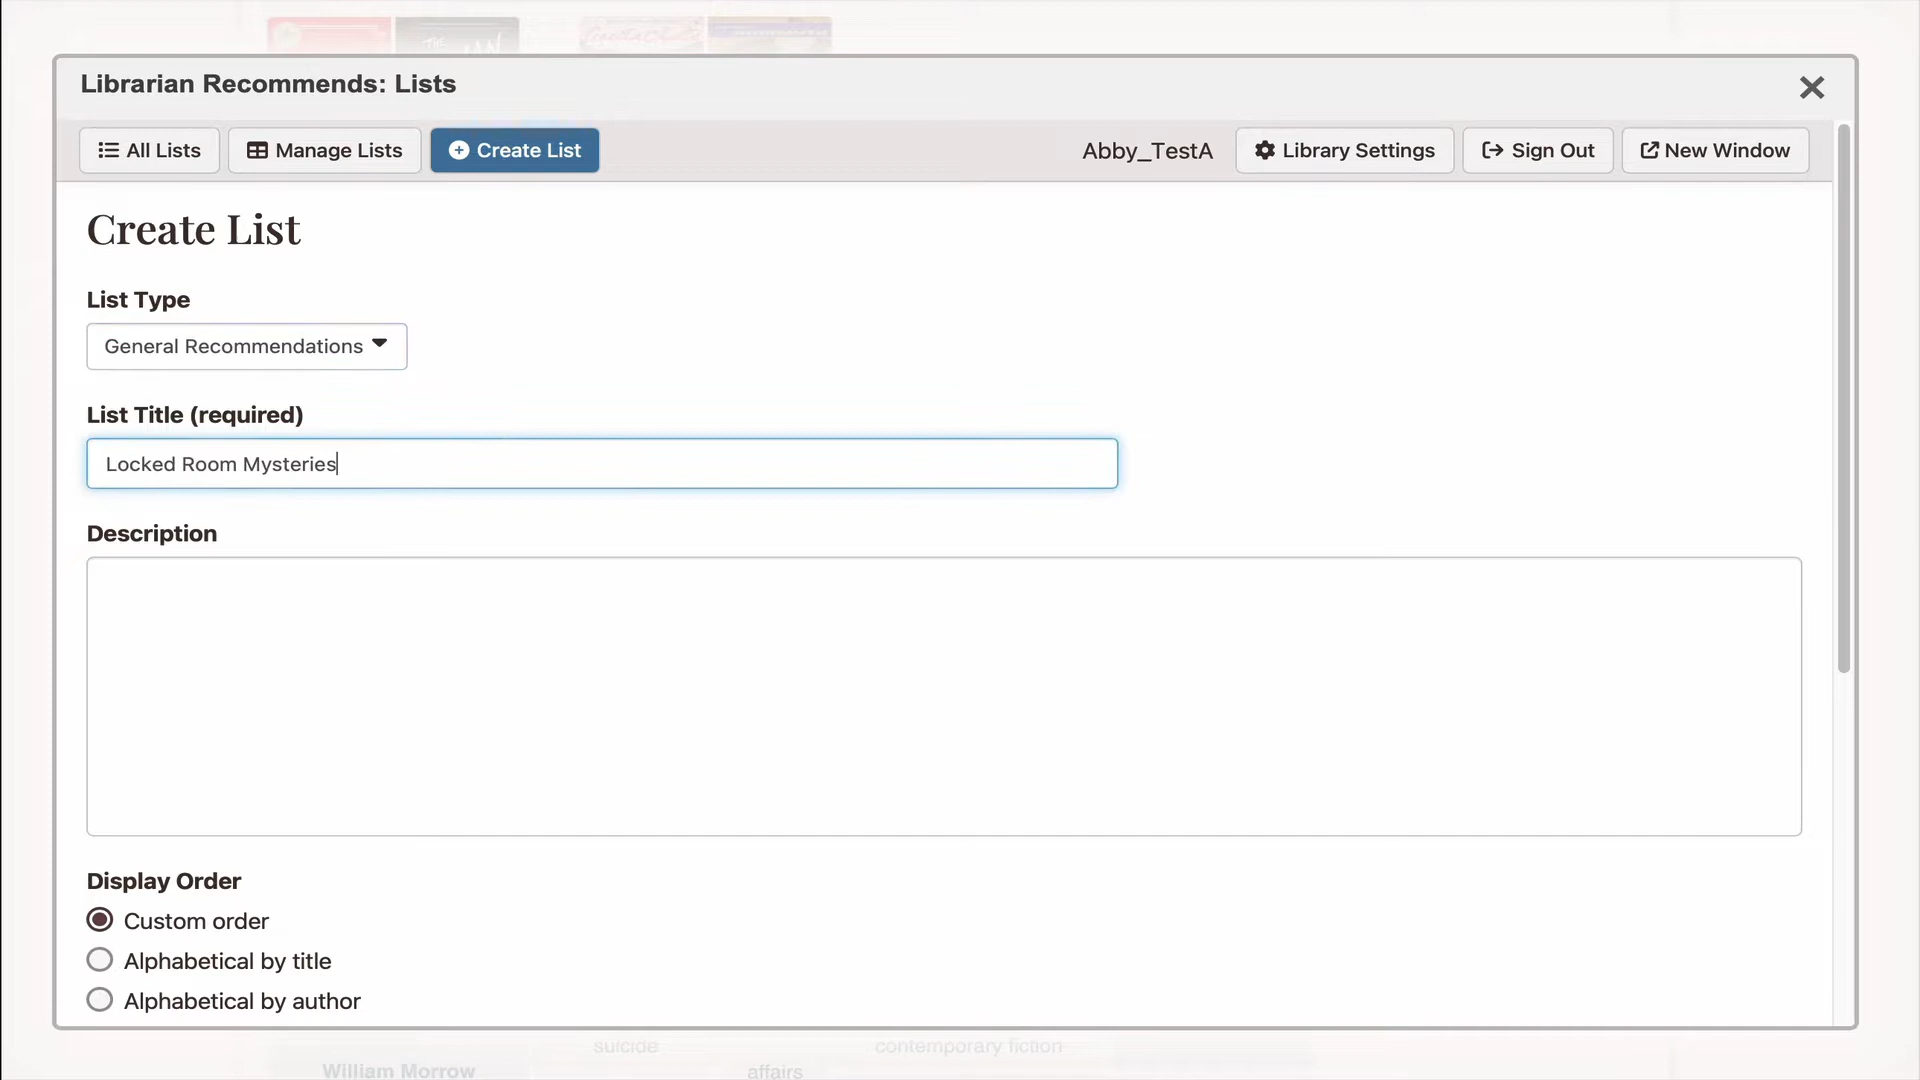 THE
Librarian Recommends: Lists
All Lists
Manage Lists
Create List
Abby_TestA
Library Settings
Sign Out
New Window
Create List
List Type
General Recommendations
List Title (required)
Locked Room Mysteries
Description
Display Order
Custom order
Alphabetical by title
Alphabetical by author
suicide
contemporary fiction
William Morrow
affairs